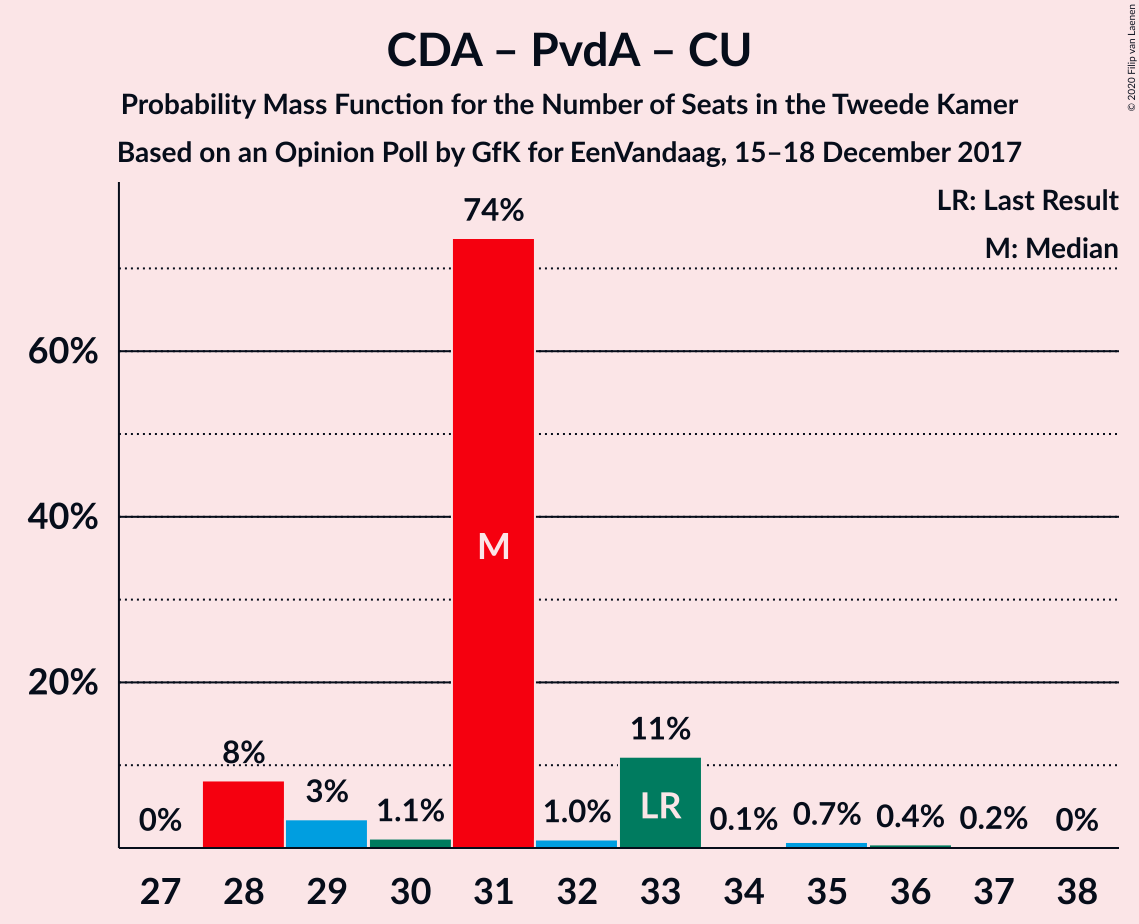 CDA – PvdA – CU
Probability Mass Function for the Number of Seats in the Tweede Kamer
Based on an Opinion Poll by GfK for EenVandaag, 15–18 December 2017
© 2020 Filip van Laenen
LR: Last Result
M: Median
60%
40%
20%
0%
8%
3%
1.1%
74%
M
1.0%
11%
LR
0.1%
0.7%
0.4%
0.2%
0%
27 28 29 30 31 32 33 34 35 36 37 38